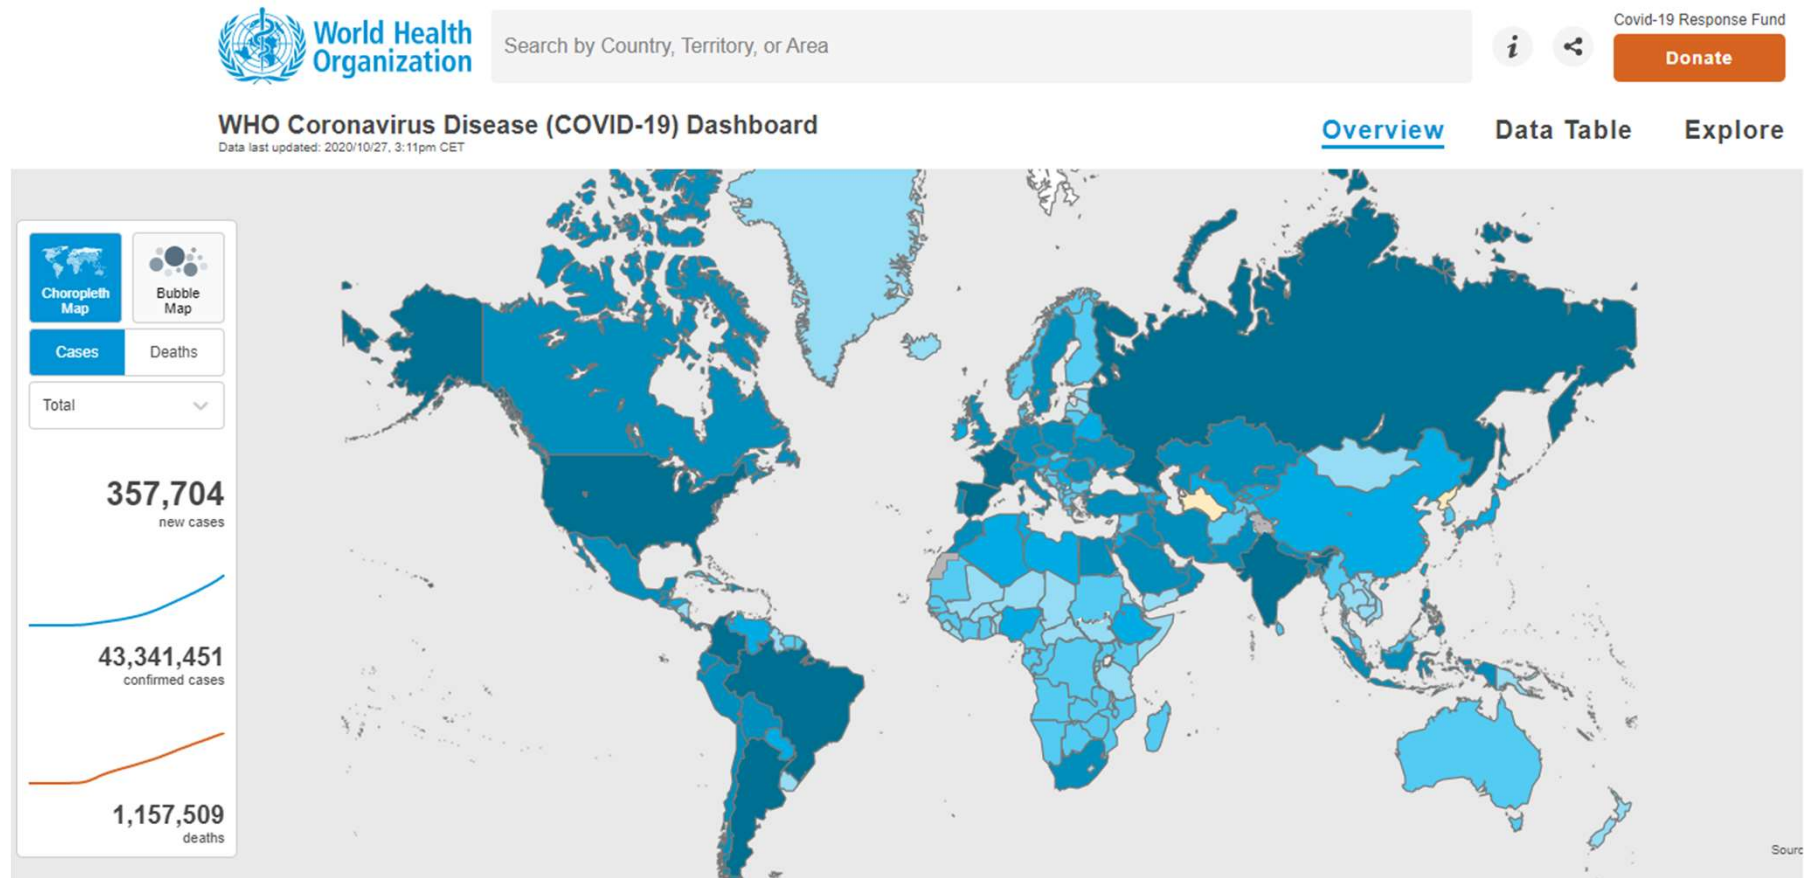 World Health
Organization
Search by Country, Territory, or Area
i
Covid-19 Response Fund
Donate
WHO Coronavirus Disease (COVID-19) Dashboard
Data last updated: 2020/10/27, 3:11pm CET
Overview
Data Table
Explore
Choropleth
Map
Bubble
Map
Cases
Deaths
Total
357,704
new cases
43,341,451
confirmed cases
1,157,509
deaths
Sourc